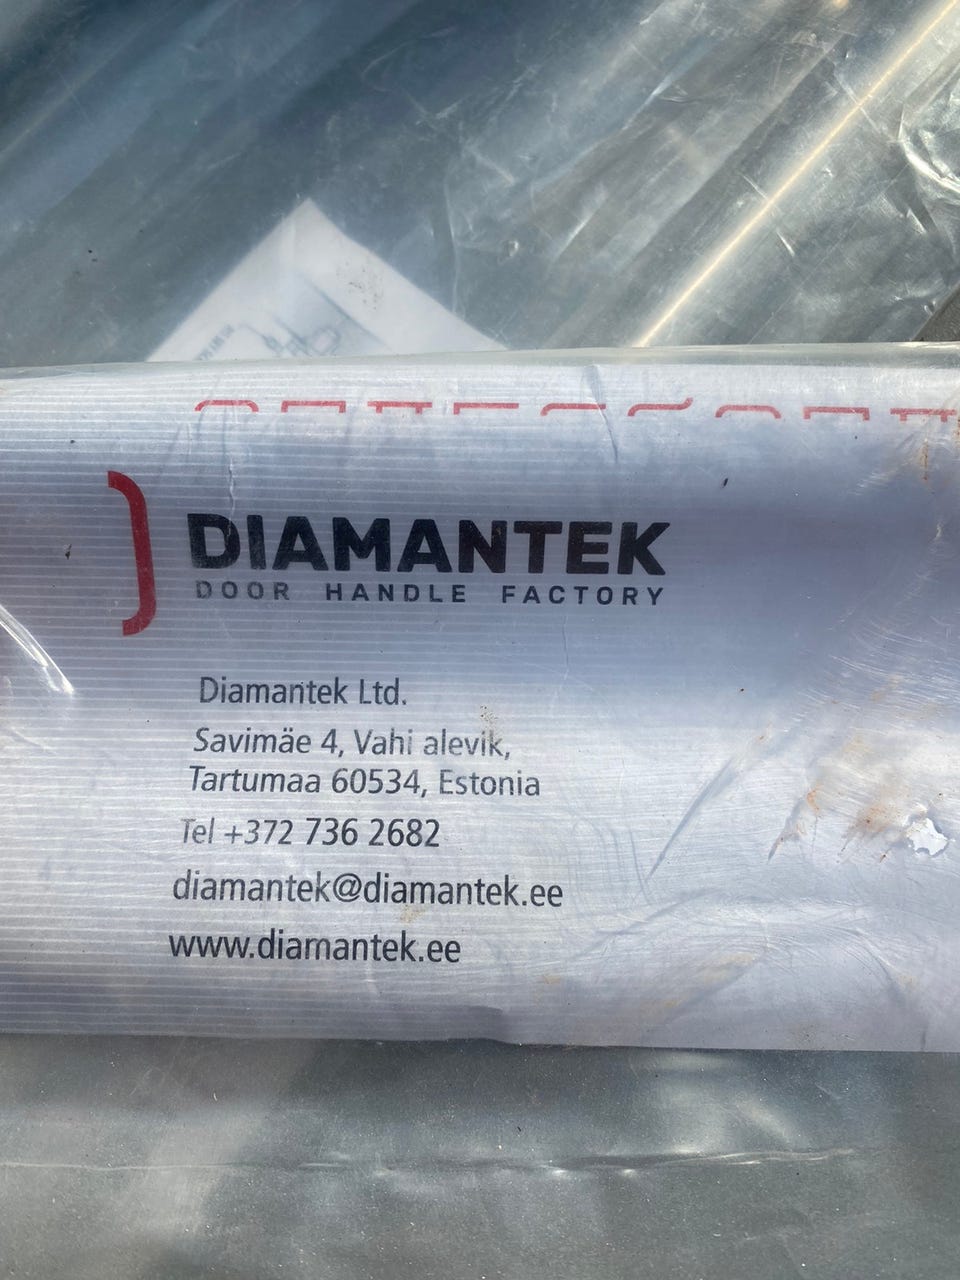 DIAMANTEK
DOOR HANDLE FACTORY
Diamantek Ltd.
Savimäe 4, Vahi alevik,
Tartumaa 60534, Estonia
Tel +372 736 2682
diamantek@diamantek.ee
www.diamantek.ee